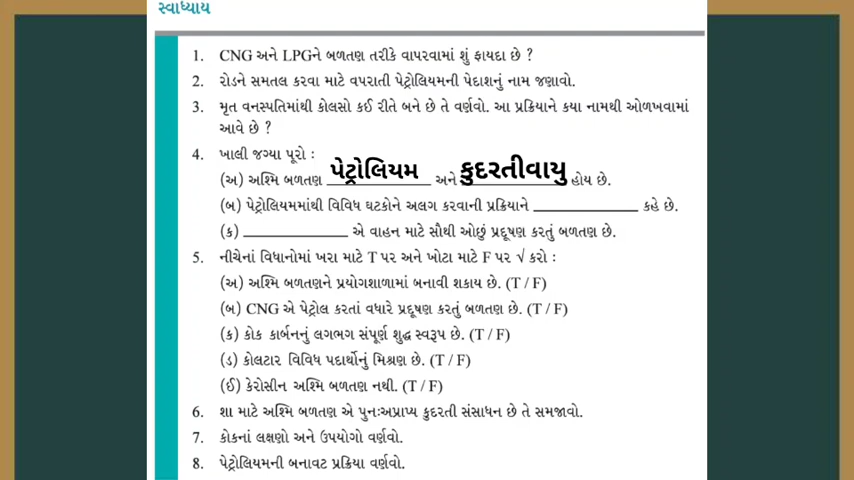 સ્વાધ્યાય
1. CNG અને LPGને બળતણ તરીકે વાપરવામાં શું ફાયદા છે ?
2. રોડને સમતલ કરવા માટે વપરાતી પેટ્રોલિયમની પેદાશનું નામ જણાવો.
3. મૃત વનસ્પતિમાંથી કોલસો કઈ રીતે બને છે તે વર્ણવો. આ પ્રક્રિયાને કયા નામથી ઓળખવામાં
આવે છે ?
4. ખાલી જગ્યા પૂરો :
(અ) અશ્મિ બળતણ પેટ્રોલિયમ અને કુદરતીવાયુ હોય છે.
(બ) પેટ્રોલિયમમાંથી વિવિધ ઘટકોને અલગ કરવાની પ્રક્રિયાને ____________ કહે છે.
(ક) ____________ એ વાહન માટે સૌથી ઓછું પ્રદૂષણ કરતું બળતણ છે.
5. નીચેનાં વિધાનોમાં ખરા માટે T પર અને ખોટા માટે F પર √ કરો :
(અ) અશ્મિ બળતણને પ્રયોગશાળામાં બનાવી શકાય છે. (T / F)
(બ) CNG એ પેટ્રોલ કરતાં વધારે પ્રદૂષણ કરતું બળતણ છે. (T / F)
(ક) કોક કાર્બનનું લગભગ સંપૂર્ણ શુદ્ધ સ્વરૂપ છે. (T / F)
(ડ) કોલટાર વિવિધ પદાર્થોનું મિશ્રણ છે. (T / F)
(ઈ) કેરોસીન અશ્મિ બળતણ નથી. (T / F)
6. શા માટે અશ્મિ બળતણ એ પુનઃઅપ્રાપ્ય કુદરતી સંસાધન છે તે સમજાવો.
7. કોકનાં લક્ષણો અને ઉપયોગો વર્ણવો.
8. પેટ્રોલિયમની બનાવટ પ્રક્રિયા વર્ણવો.